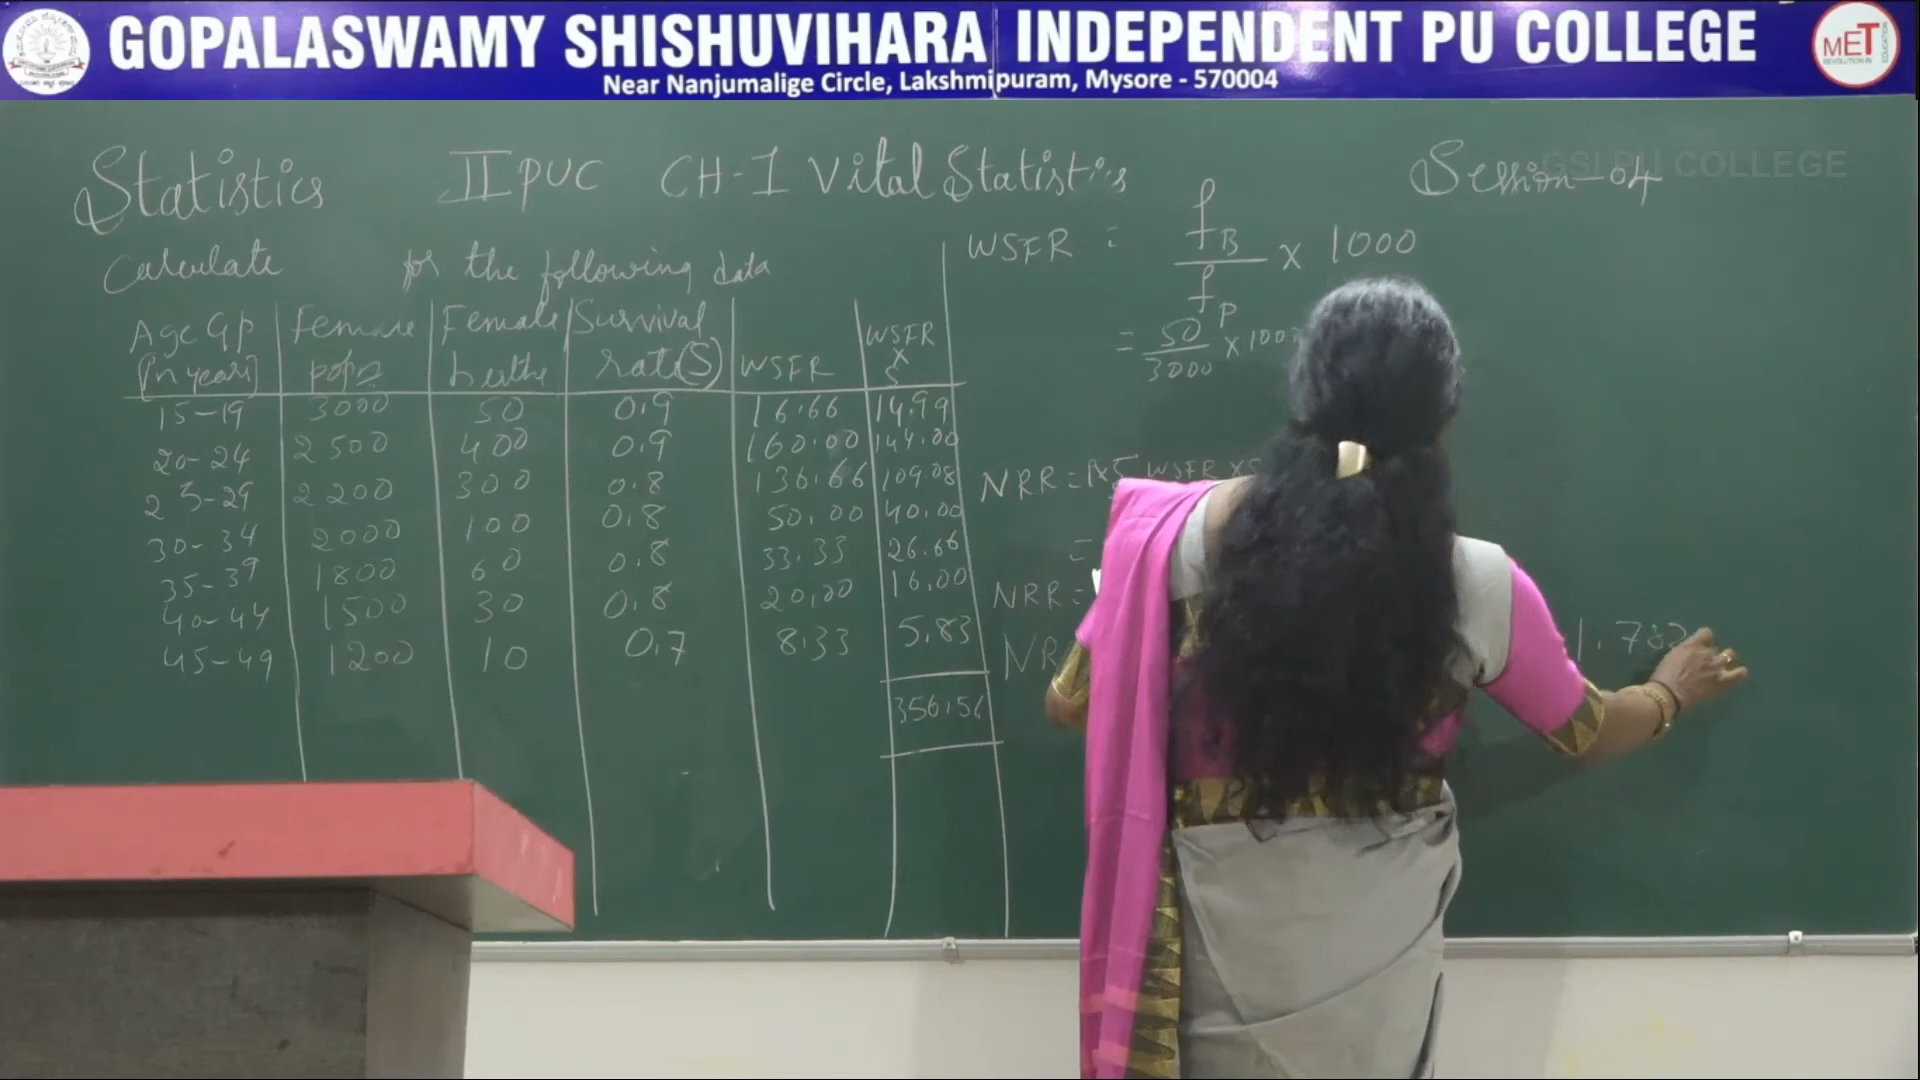 GOPALASWAMY SHISHUVIHARA INDEPENDENT PU COLLEGE
Near Nanjumalige Circle, Lakshmipuram, Mysore - 570004
MET
GSI PU COLLEGE
Statistics II PUC CH-I Vital Statistics Session-04
Calculate for the following data
Age Gp (in years) Female popn Female births Survival rate(S) WSFR WSFR x S
15-19 3000 50 0.9 16.66 14.99
20-24 2500 400 0.9 160.00 144.00
25-29 2200 300 0.8 136.66 109.08
30-34 2000 100 0.8 50.00 40.00
35-39 1800 60 0.8 33.33 26.66
40-44 1500 30 0.8 20.00 16.00
45-49 1200 10 0.7 8.33 5.83
356.56
WSFR = fB / fP x 1000
= 50 / 3000 x 100
NRR = WSFR x S
=
NRR =
NR 1.782